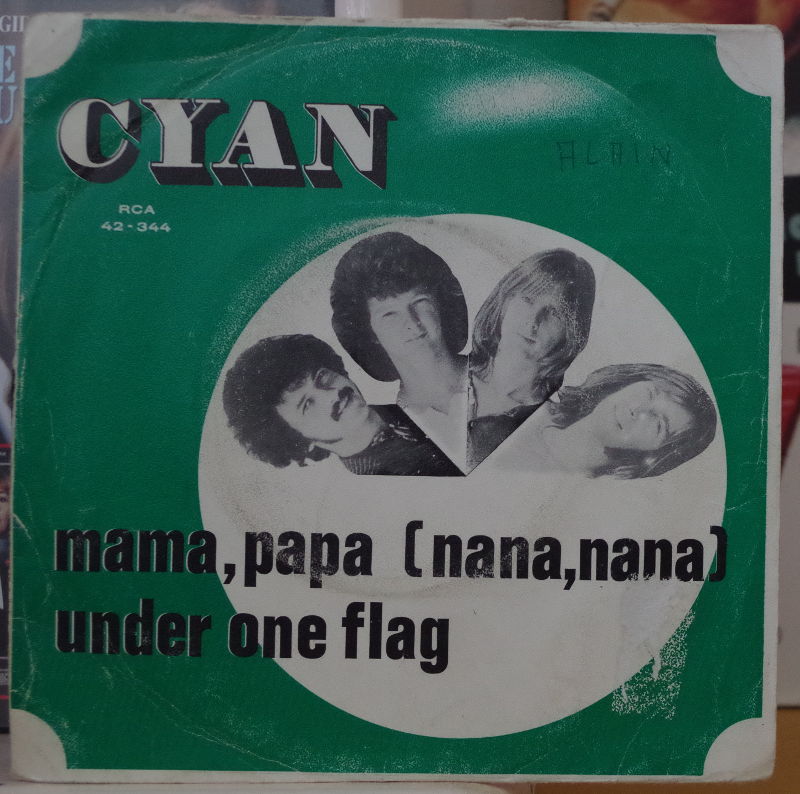 CYAN
ALAIN
RCA
42-344
mama, papa (nana, nana)
under one flag